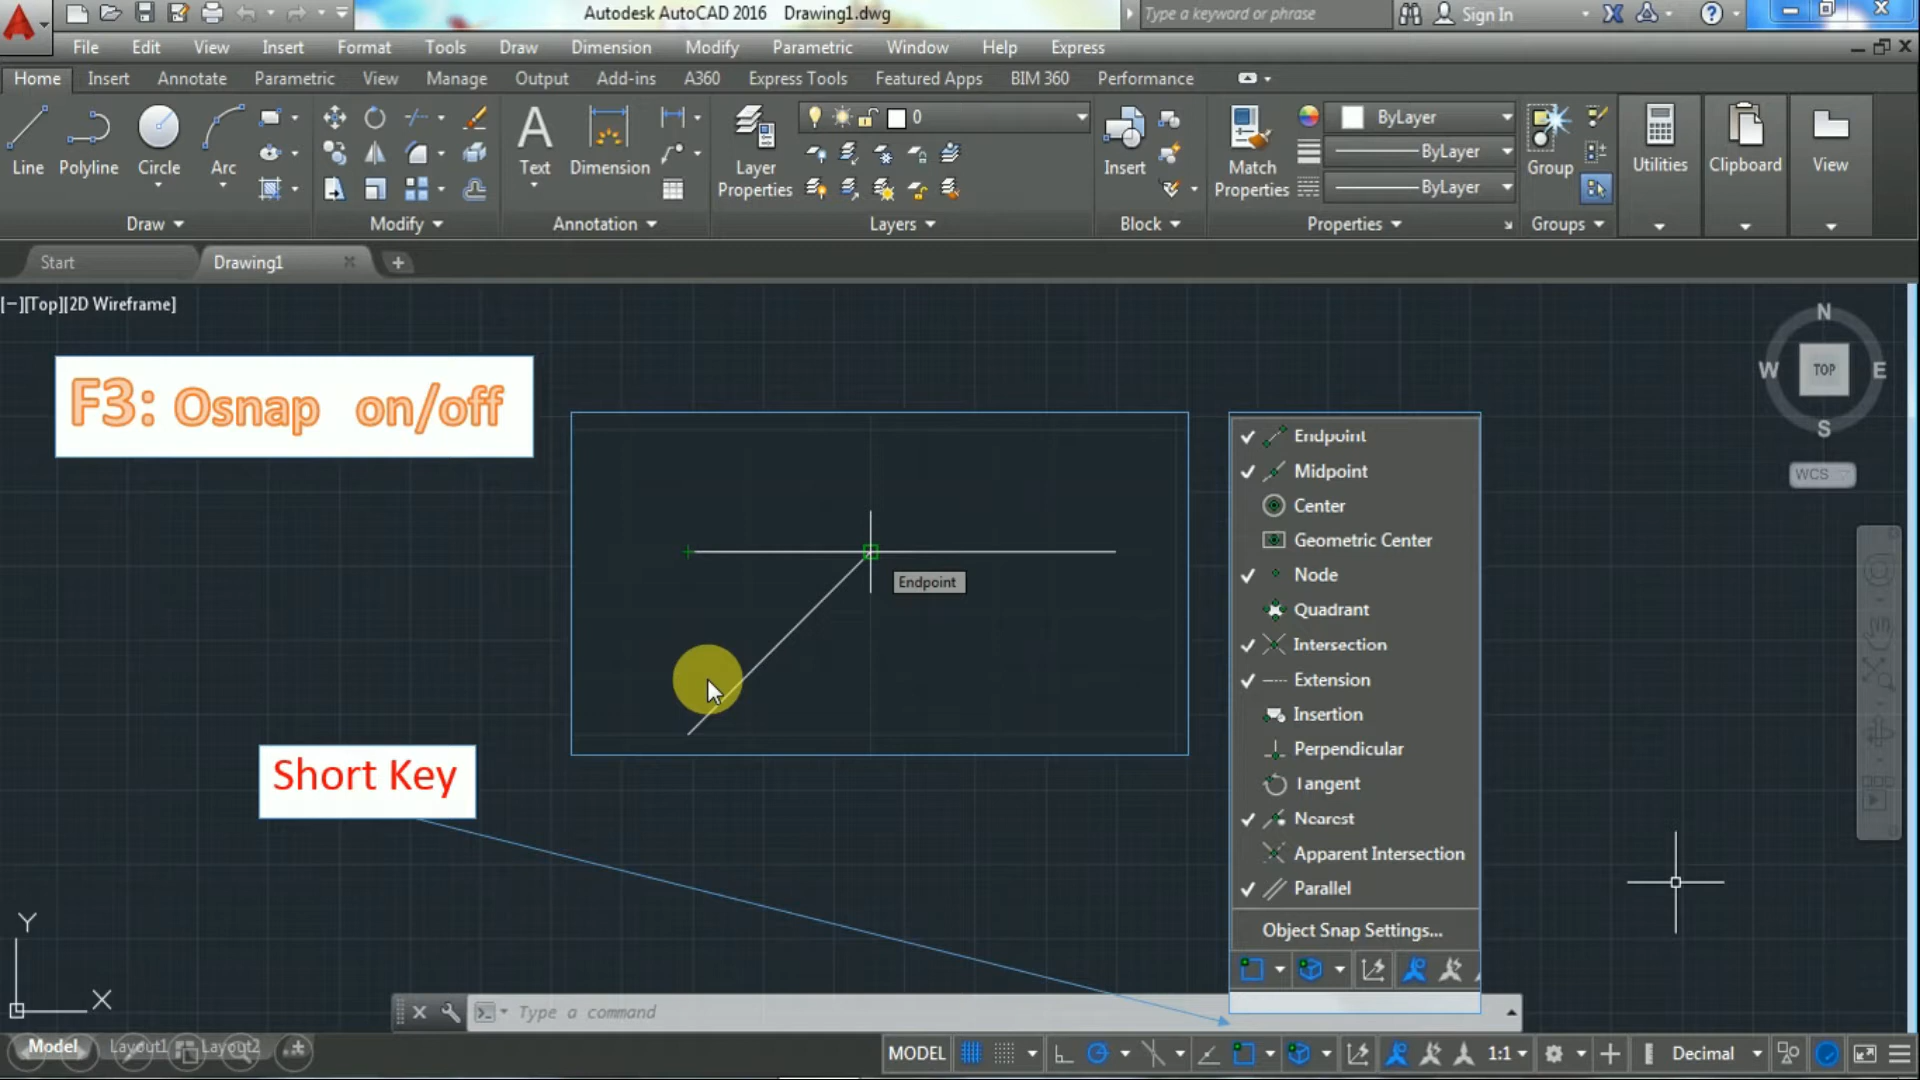 Autodesk AutoCAD 2016 Drawing1.dwg
Type a keyword or phrase
Sign In
File Edit View Insert Format Tools Draw Dimension Modify Parametric Window Help Express
Home Insert Annotate Parametric View Manage Output Add-ins A360 Express Tools Featured Apps BIM 360 Performance
0
ByLayer
ByLayer
ByLayer
Line Polyline Circle Arc
Text Dimension
Layer Properties
Insert
Match Properties
Group
Utilities Clipboard View
Draw Modify Annotation Layers Block Properties Groups
Start Drawing1
[−][Top][2D Wireframe]
N
W TOP E
S
WCS
F3: Osnap on/off
Endpoint
Short Key
Endpoint
Midpoint
Center
Geometric Center
Node
Quadrant
Intersection
Extension
Insertion
Perpendicular
Tangent
Nearest
Apparent Intersection
Parallel
Object Snap Settings...
Y
X
Type a command
Model Layout1 Layout2
MODEL 1:1 Decimal